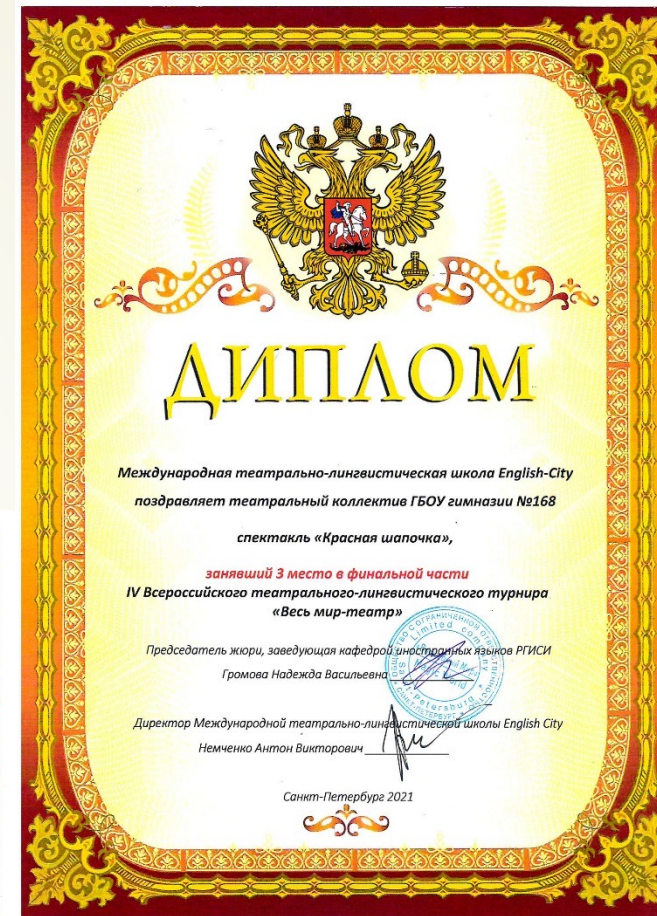 ДИПЛОМ
Международная театрально-лингвистическая школа English-City
поздравляет театральный коллектив ГБОУ гимназии №168
спектакль «Красная шапочка»,
занявший 3 место в финальной части
IV Всероссийского театрального-лингвистического турнира
«Весь мир-театр»
Председатель жюри, заведующая кафедрой иностранных языков РГИСИ
Громова Надежда Васильевна
Директор Международной театрально-лингвистической школы English City
Немченко Антон Викторович
Санкт-Петербург 2021